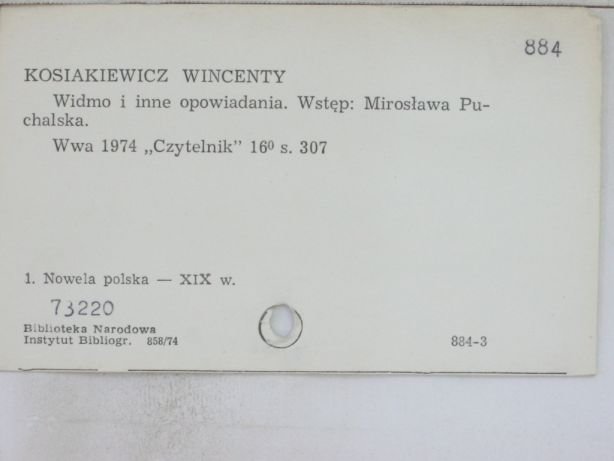 884
KOSIAKIEWICZ WINCENTY
Widmo i inne opowiadania. Wstęp: Mirosława Pu-
chalska.
Wwa 1974 „Czytelnik” 16⁰ s. 307
1. Nowela polska — XIX w.
73220
Biblioteka Narodowa
Instytut Bibliogr. 858/74
884-3